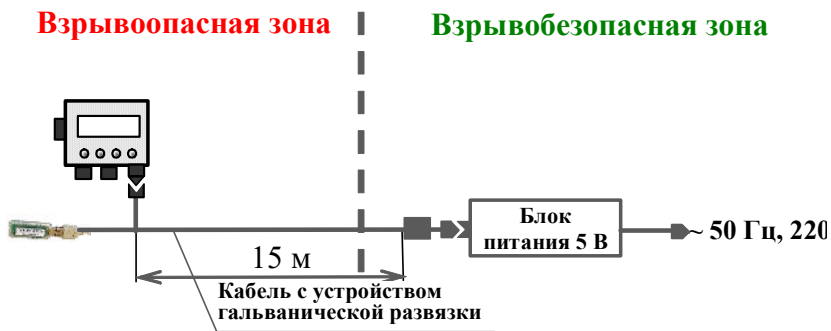 Взрывоопасная зона
Взрывобезопасная зона
Блок
питания 5 В
~ 50 Гц, 220
15 м
Кабель с устройством
гальванической развязки